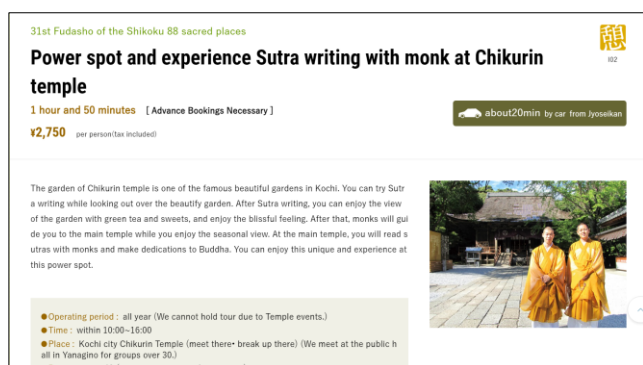 31st Fudasho of the Shikoku 88 sacred places
憩
I02
Power spot and experience Sutra writing with monk at Chikurin
temple
1 hour and 50 minutes [ Advance Bookings Necessary ]
about20min by car from Jyoseikan
¥2,750 per person(tax included)
The garden of Chikurin temple is one of the famous beautiful gardens in Kochi. You can try Sutr
a writing while looking out over the beautify garden. After Sutra writing, you can enjoy the view
of the garden with green tea and sweets, and enjoy the blissful feeling. After that, monks will gui
de you to the main temple while you enjoy the seasonal view. At the main temple, you will read s
utras with monks and make dedications to Buddha. You can enjoy this unique and experience at
this power spot.
●Operating period : all year (We cannot hold tour due to Temple events.)
●Time : within 10:00~16:00
●Place : Kochi city Chikurin Temple (meet there・break up there) (We meet at the public h
all in Yanagino for groups over 30.)